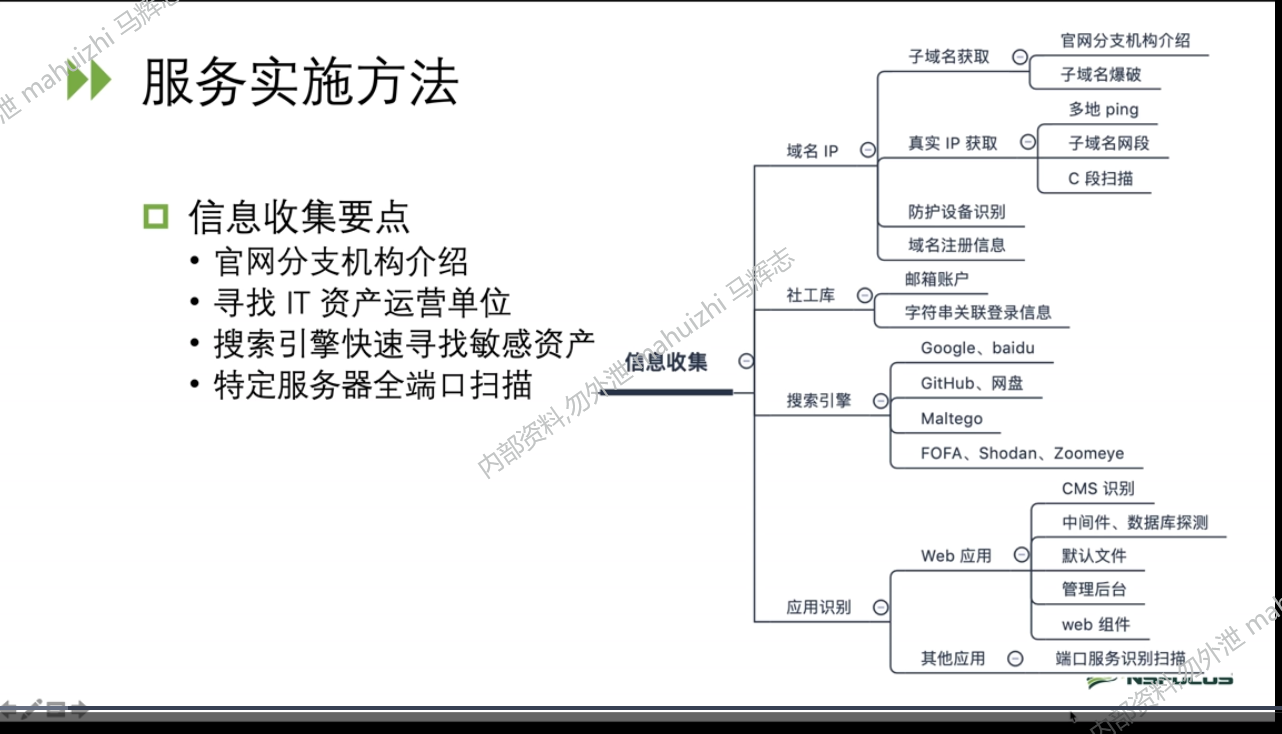 服务实施方法
信息收集要点
• 官网分支机构介绍
• 寻找 IT 资产运营单位
• 搜索引擎快速寻找敏感资产
• 特定服务器全端口扫描
信息收集
域名 IP
子域名获取
官网分支机构介绍
子域名爆破
真实 IP 获取
多地 ping
子域名网段
C 段扫描
防护设备识别
域名注册信息
社工库
邮箱账户
字符串关联登录信息
搜索引擎
Google、baidu
GitHub、网盘
Maltego
FOFA、Shodan、Zoomeye
应用识别
Web 应用
CMS 识别
中间件、数据库探测
默认文件
管理后台
web 组件
其他应用
端口服务识别扫描
NSFOCUS
泄 mahuizhi 马辉志
内部资料,勿外泄 mahuizhi 马辉志
内部资料,勿外泄 mah